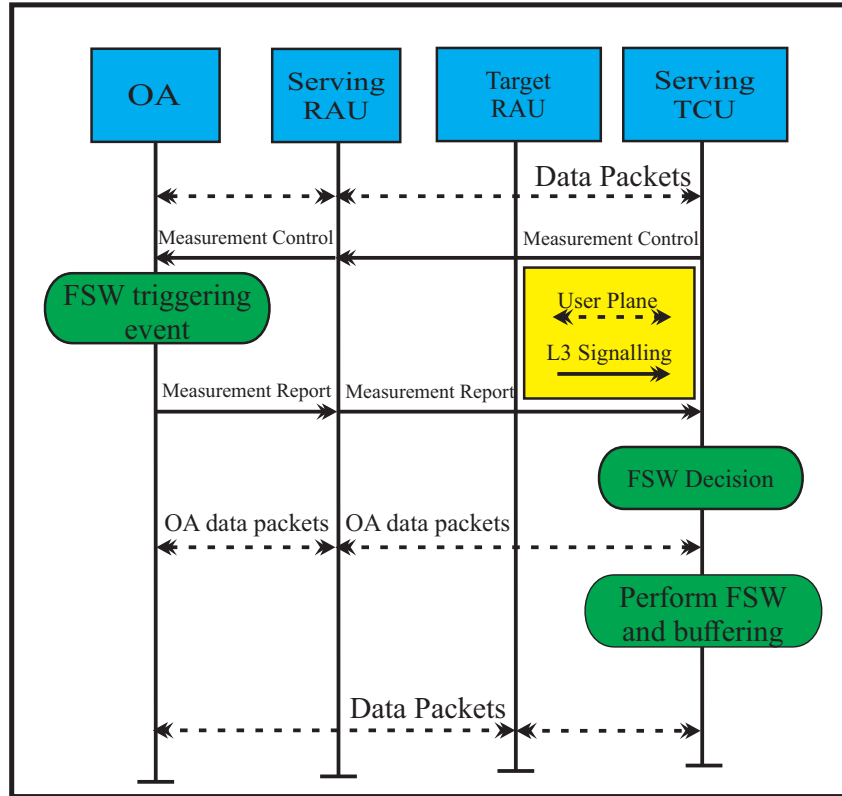 OA
Serving
RAU
Target
RAU
Serving
TCU
Data Packets
Measurement Control
Measurement Control
FSW triggering
event
User Plane
L3 Signalling
Measurement Report
Measurement Report
FSW Decision
OA data packets
OA data packets
Perform FSW
and buffering
Data Packets